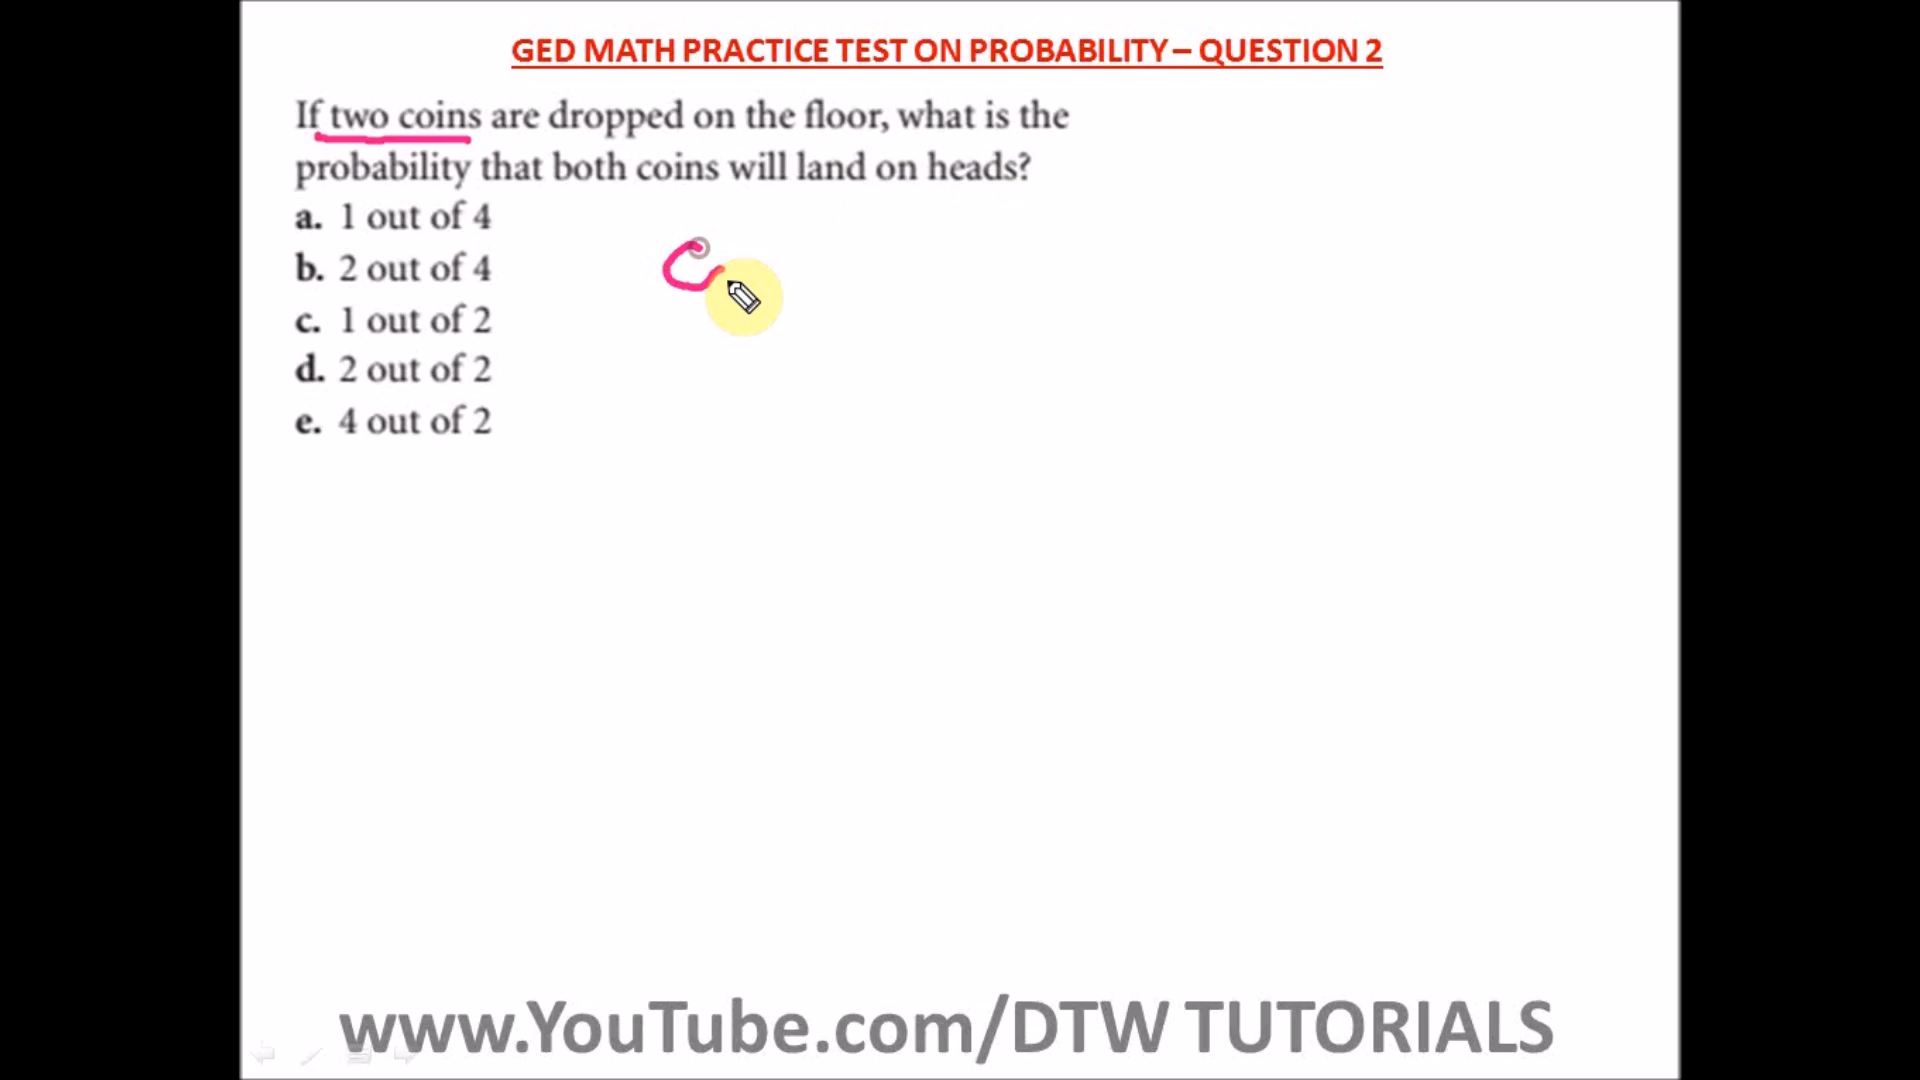 GED MATH PRACTICE TEST ON PROBABILITY – QUESTION 2
If two coins are dropped on the floor, what is the
probability that both coins will land on heads?
a. 1 out of 4
b. 2 out of 4
c. 1 out of 2
d. 2 out of 2
e. 4 out of 2
www.YouTube.com/DTW TUTORIALS